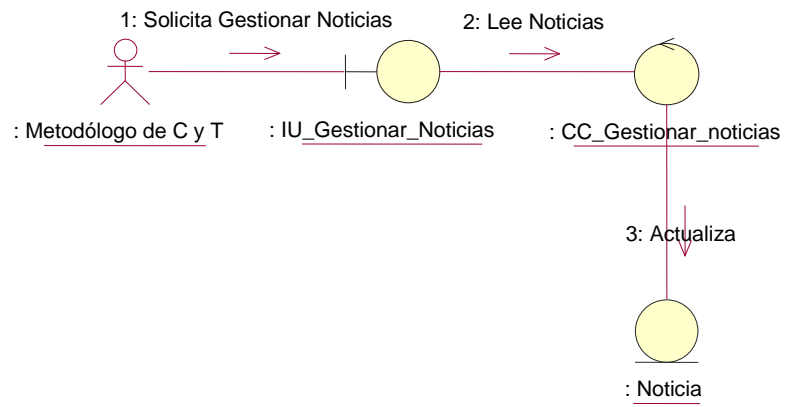 1: Solicita Gestionar Noticias
2: Lee Noticias
: Metodólogo de C y T
: IU_Gestionar_Noticias
: CC_Gestionar_noticias
3: Actualiza
: Noticia